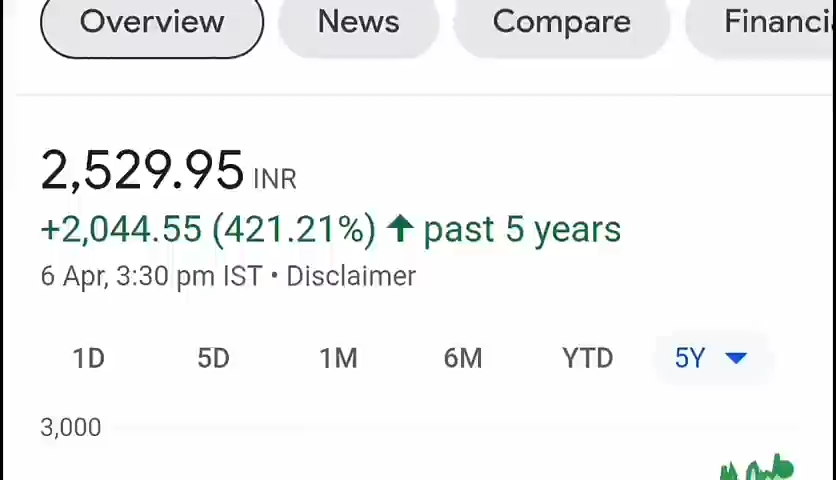 Overview News Compare
2,529.95 INR
+2,044.55 (421.21%) ↑ past 5 years
6 Apr, 3:30 pm IST • Disclaimer
1D 5D 1M 6M YTD 5Y
3,000